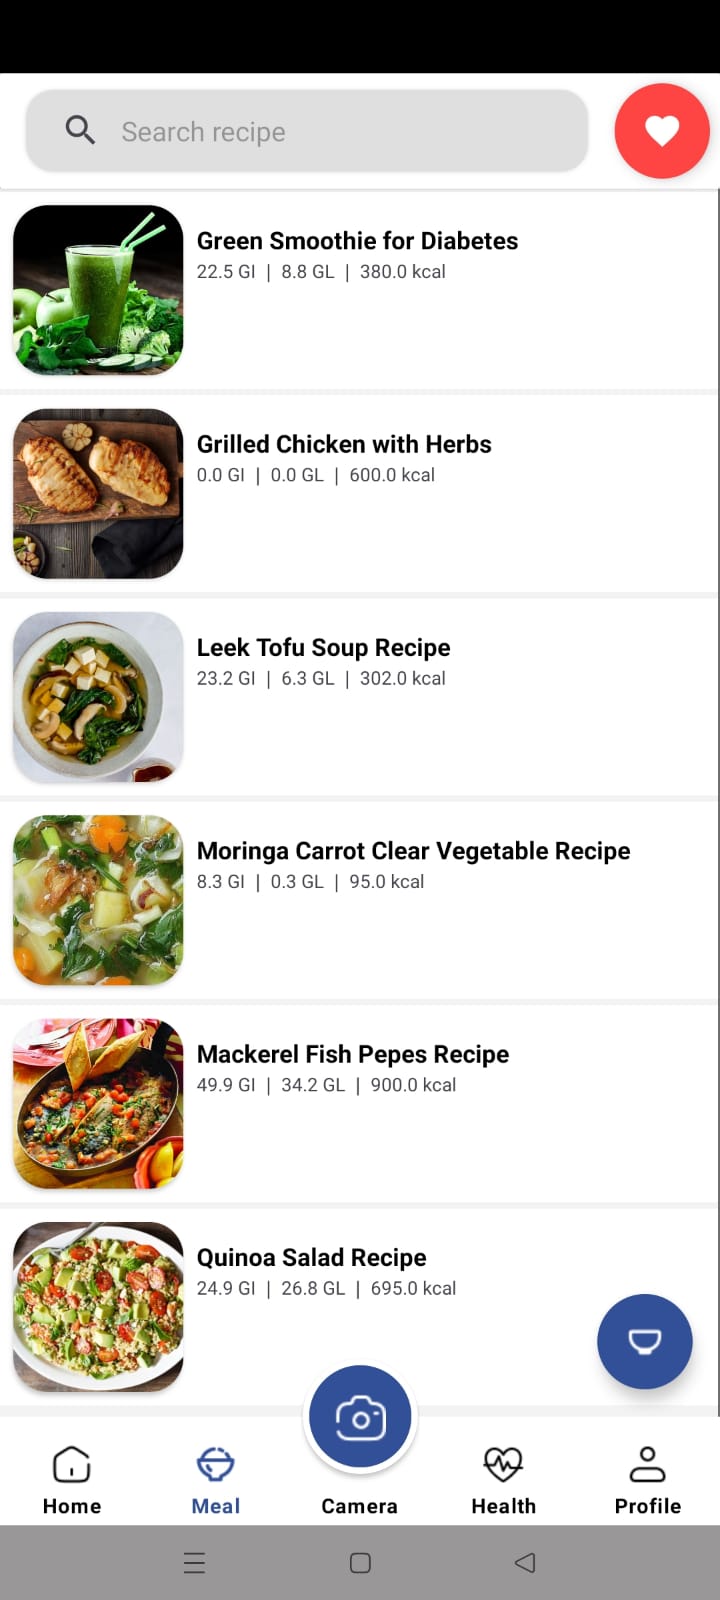 Search recipe
Green Smoothie for Diabetes
22.5 GI | 8.8 GL | 380.0 kcal
Grilled Chicken with Herbs
0.0 GI | 0.0 GL | 600.0 kcal
Leek Tofu Soup Recipe
23.2 GI | 6.3 GL | 302.0 kcal
Moringa Carrot Clear Vegetable Recipe
8.3 GI | 0.3 GL | 95.0 kcal
Mackerel Fish Pepes Recipe
49.9 GI | 34.2 GL | 900.0 kcal
Quinoa Salad Recipe
24.9 GI | 26.8 GL | 695.0 kcal
Home Meal Camera Health Profile